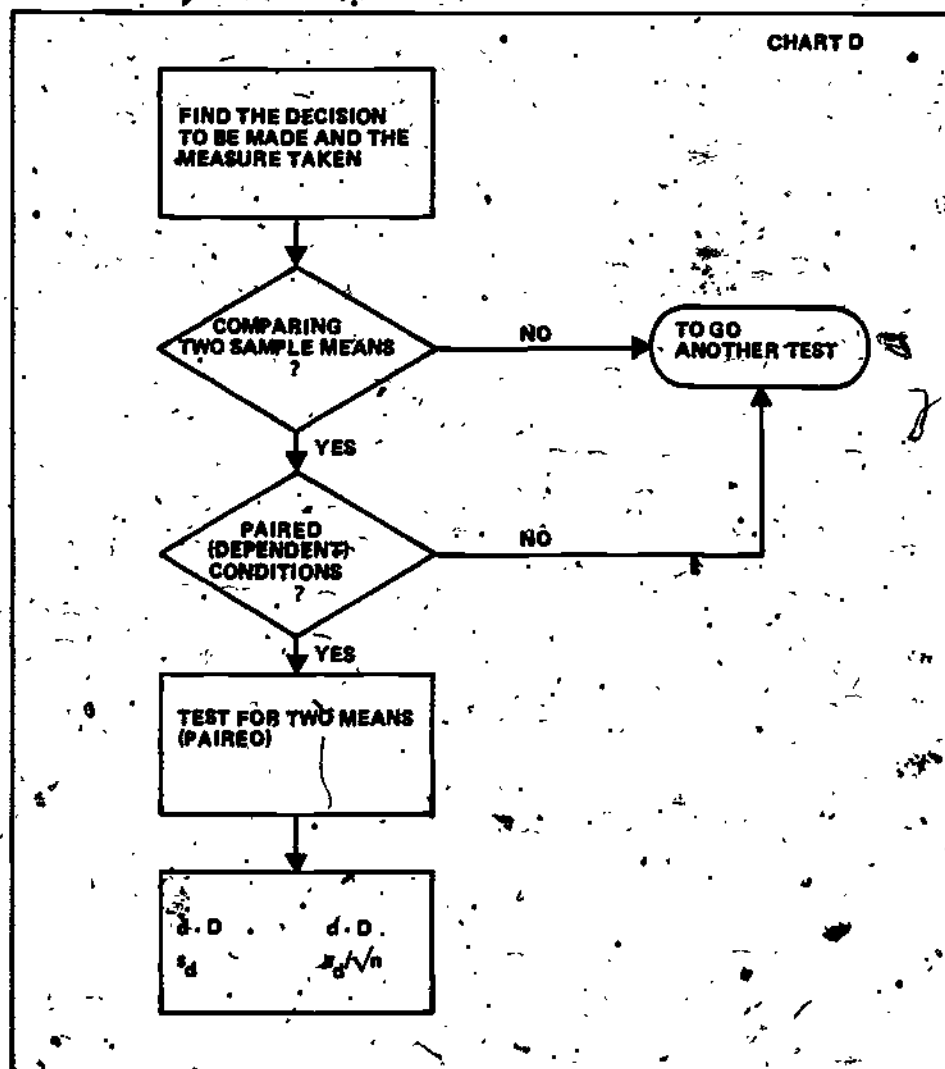 CHART D
FIND THE DECISION
TO BE MADE AND THE
MEASURE TAKEN
COMPARING
TWO SAMPLE MEANS
?
NO
TO GO
ANOTHER TEST
YES
PAIRED
(DEPENDENT)
CONDITIONS
?
NO
YES
TEST FOR TWO MEANS
(PAIRED)
d - D
d - D
s_d
/√n